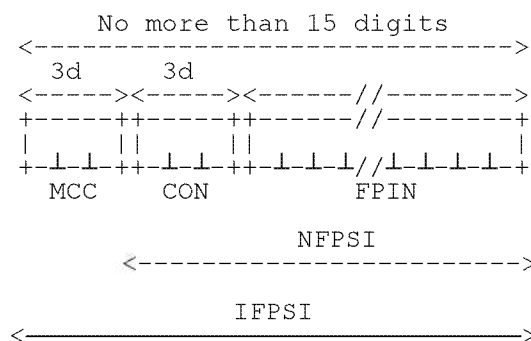 No more than 15 digits
3d 3d
MCC CON FPIN
NFPSI
IFPSI